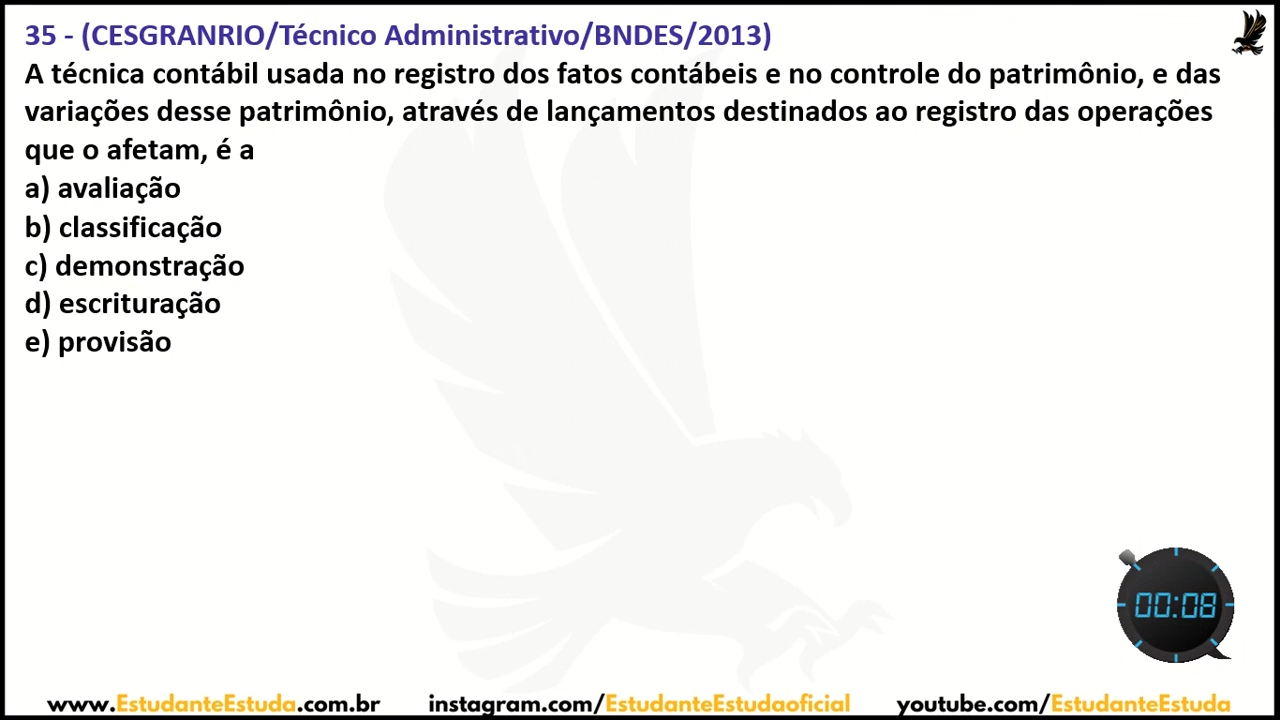 35 - (CESGRANRIO/Técnico Administrativo/BNDES/2013)
A técnica contábil usada no registro dos fatos contábeis e no controle do patrimônio, e das
variações desse patrimônio, através de lançamentos destinados ao registro das operações
que o afetam, é a
a) avaliação
b) classificação
c) demonstração
d) escrituração
e) provisão
00:08
www.EstudanteEstuda.com.br instagram.com/EstudanteEstudaoficial youtube.com/EstudanteEstuda